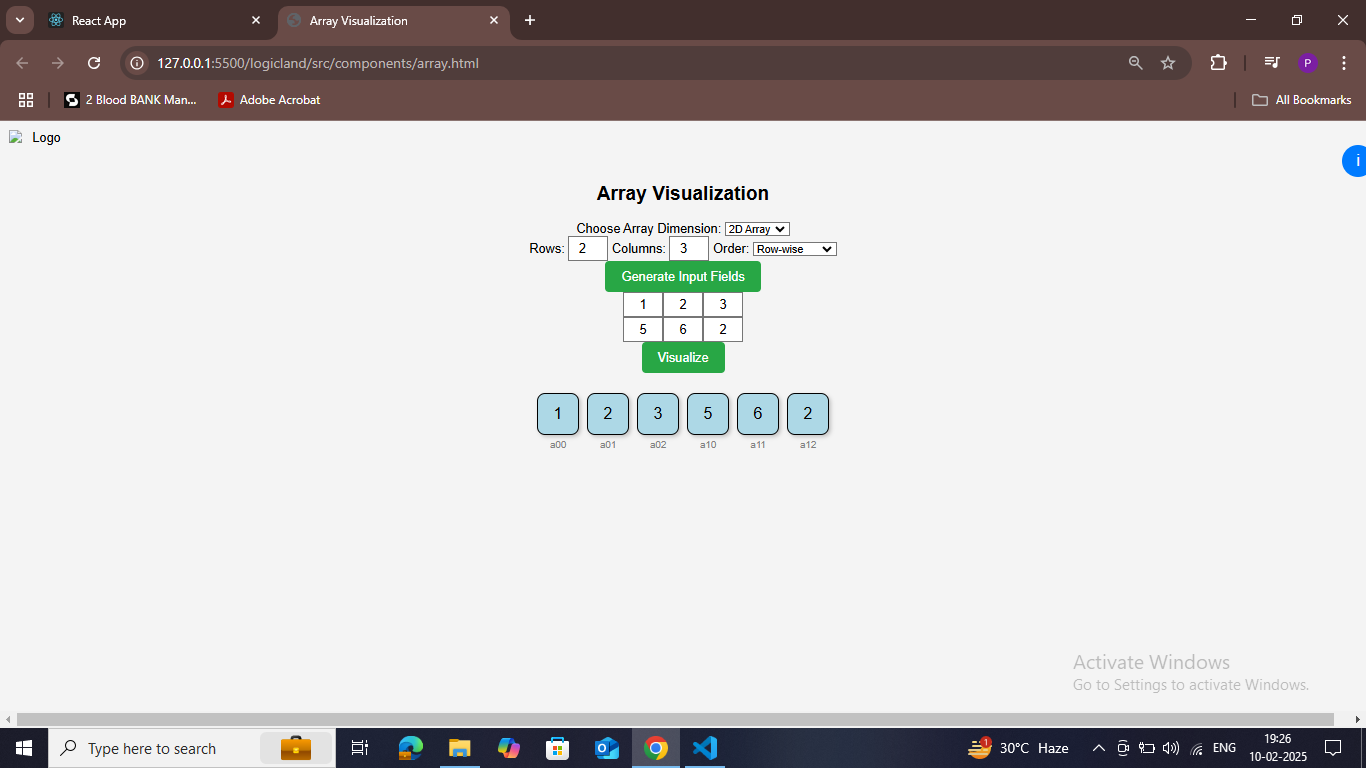 React App
Array Visualization
127.0.0.1:5500/logicland/src/components/array.html
P
2 Blood BANK Man...
Adobe Acrobat
All Bookmarks
Logo
i
Array Visualization
Choose Array Dimension: 2D Array
Rows: 2 Columns: 3 Order: Row-wise
Generate Input Fields
1 2 3
5 6 2
Visualize
1 2 3 5 6 2
a00 a01 a02 a10 a11 a12
Activate Windows
Go to Settings to activate Windows.
Type here to search
1
30°C Haze
ENG
19:26
10-02-2025